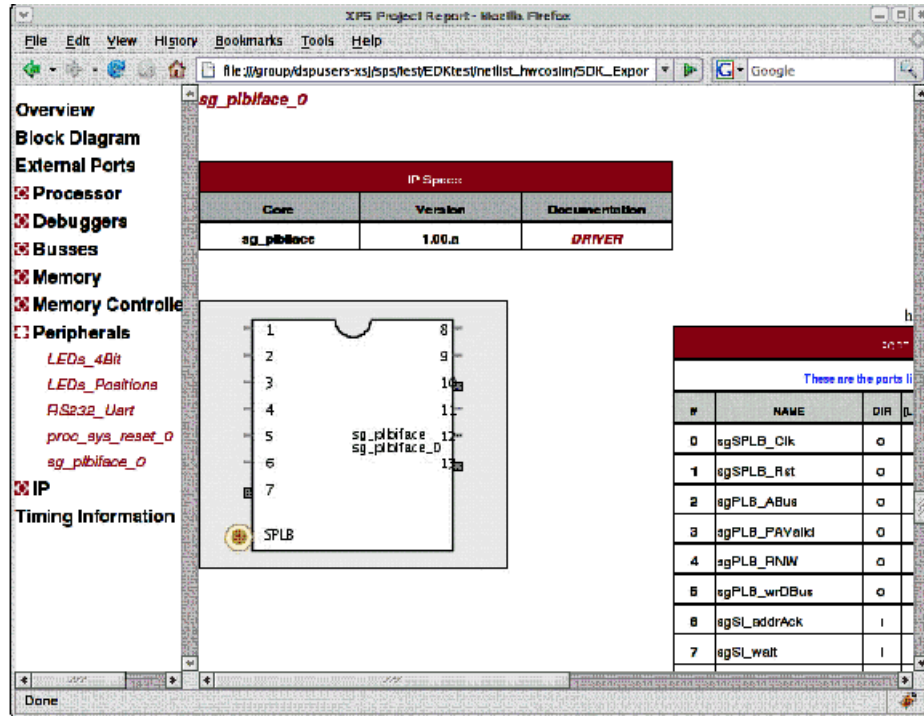 XPS Project Report - Mozilla Firefox
File Edit View History Bookmarks Tools Help
file:///group/dspusers-xsj/sps/test/EDKtest/netlist_hwcosim/SDK_Expor
Google
Overview
Block Diagram
External Ports
Processor
Debuggers
Busses
Memory
Memory Controlle
Peripherals
LEDs_4Bit
LEDs_Positions
RS232_Uart
proc_sys_reset_0
sg_plbiface_0
IP
Timing Information
sg_plbiface_0
IP Specs
Core Version Documentation
sg_plbiface 1.00.a DRIVER
1 8
2 9
3 10
4 11
5 sg_plbiface 12
sg_plbiface_0
6 13
7
SPLB
h
These are the ports li
# NAME DIR [L
0 sgSPLB_Clk O
1 sgSPLB_Rst O
2 sgPLB_ABus O
3 sgPLB_PAValid O
4 sgPLB_RNW O
5 sgPLB_wrDBus O
6 sgSl_addrAck I
7 sgSl_wait I
Done